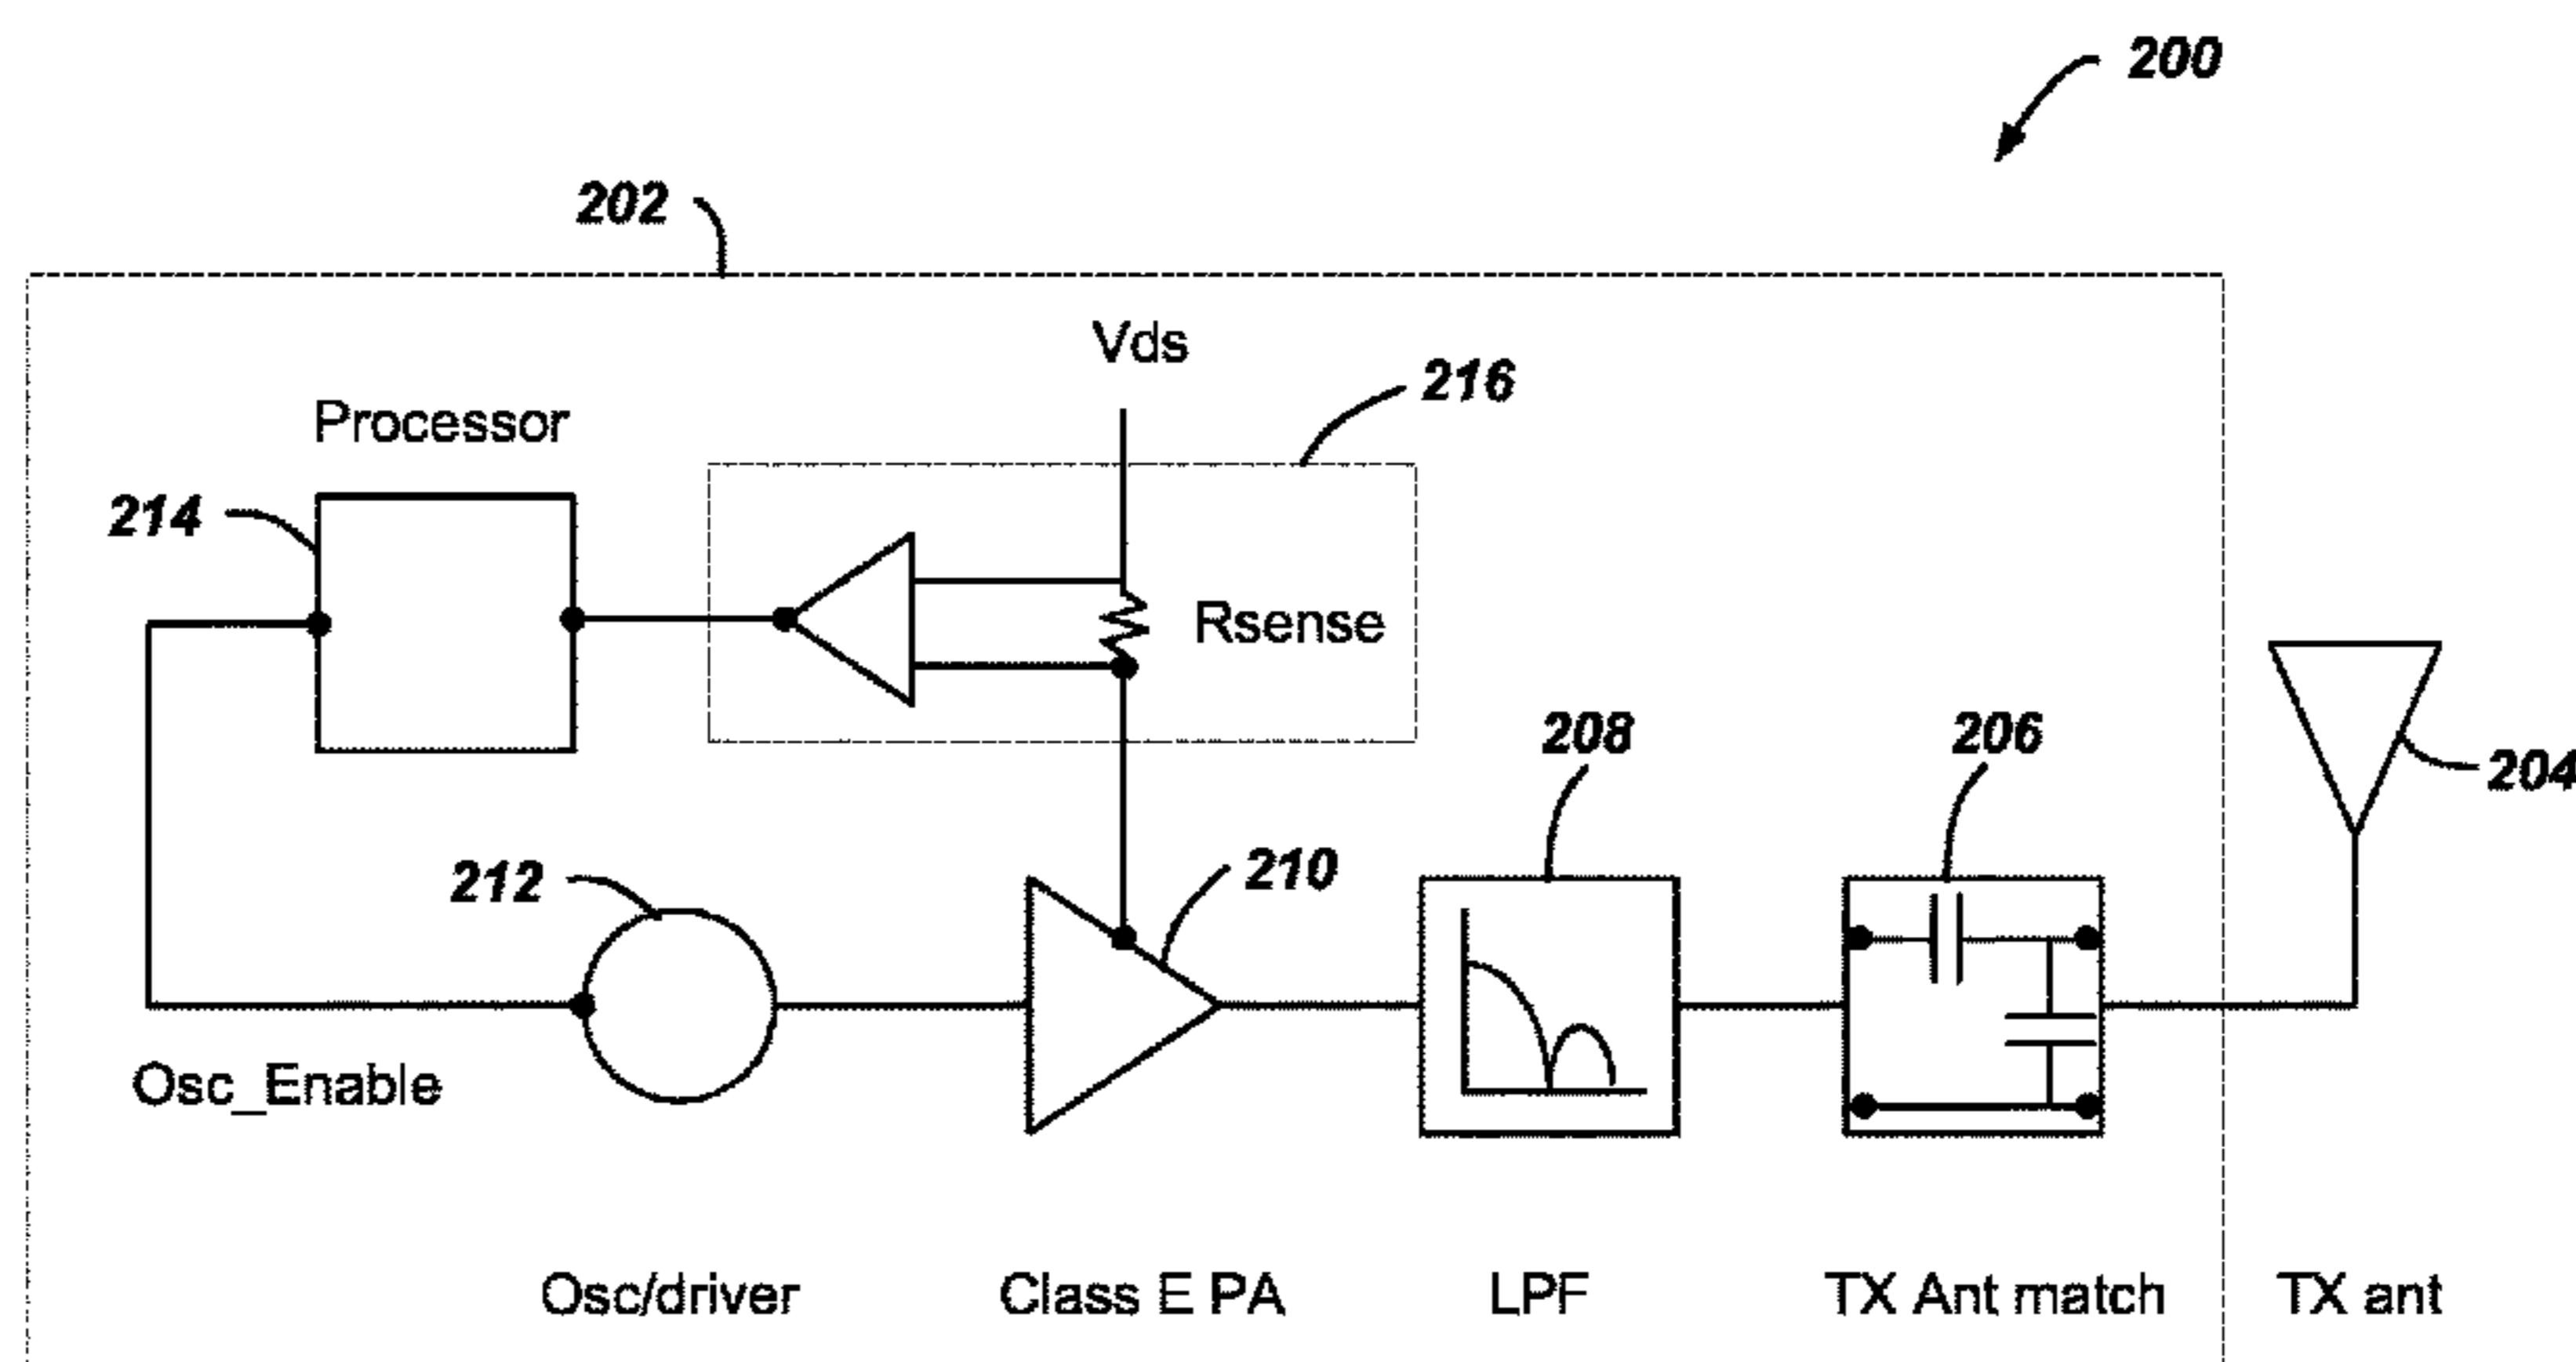 200
202
Vds
216
Processor
214
Rsense
208
206
204
212
210
Osc_Enable
Osc/driver
Class E PA
LPF
TX Ant match
TX ant